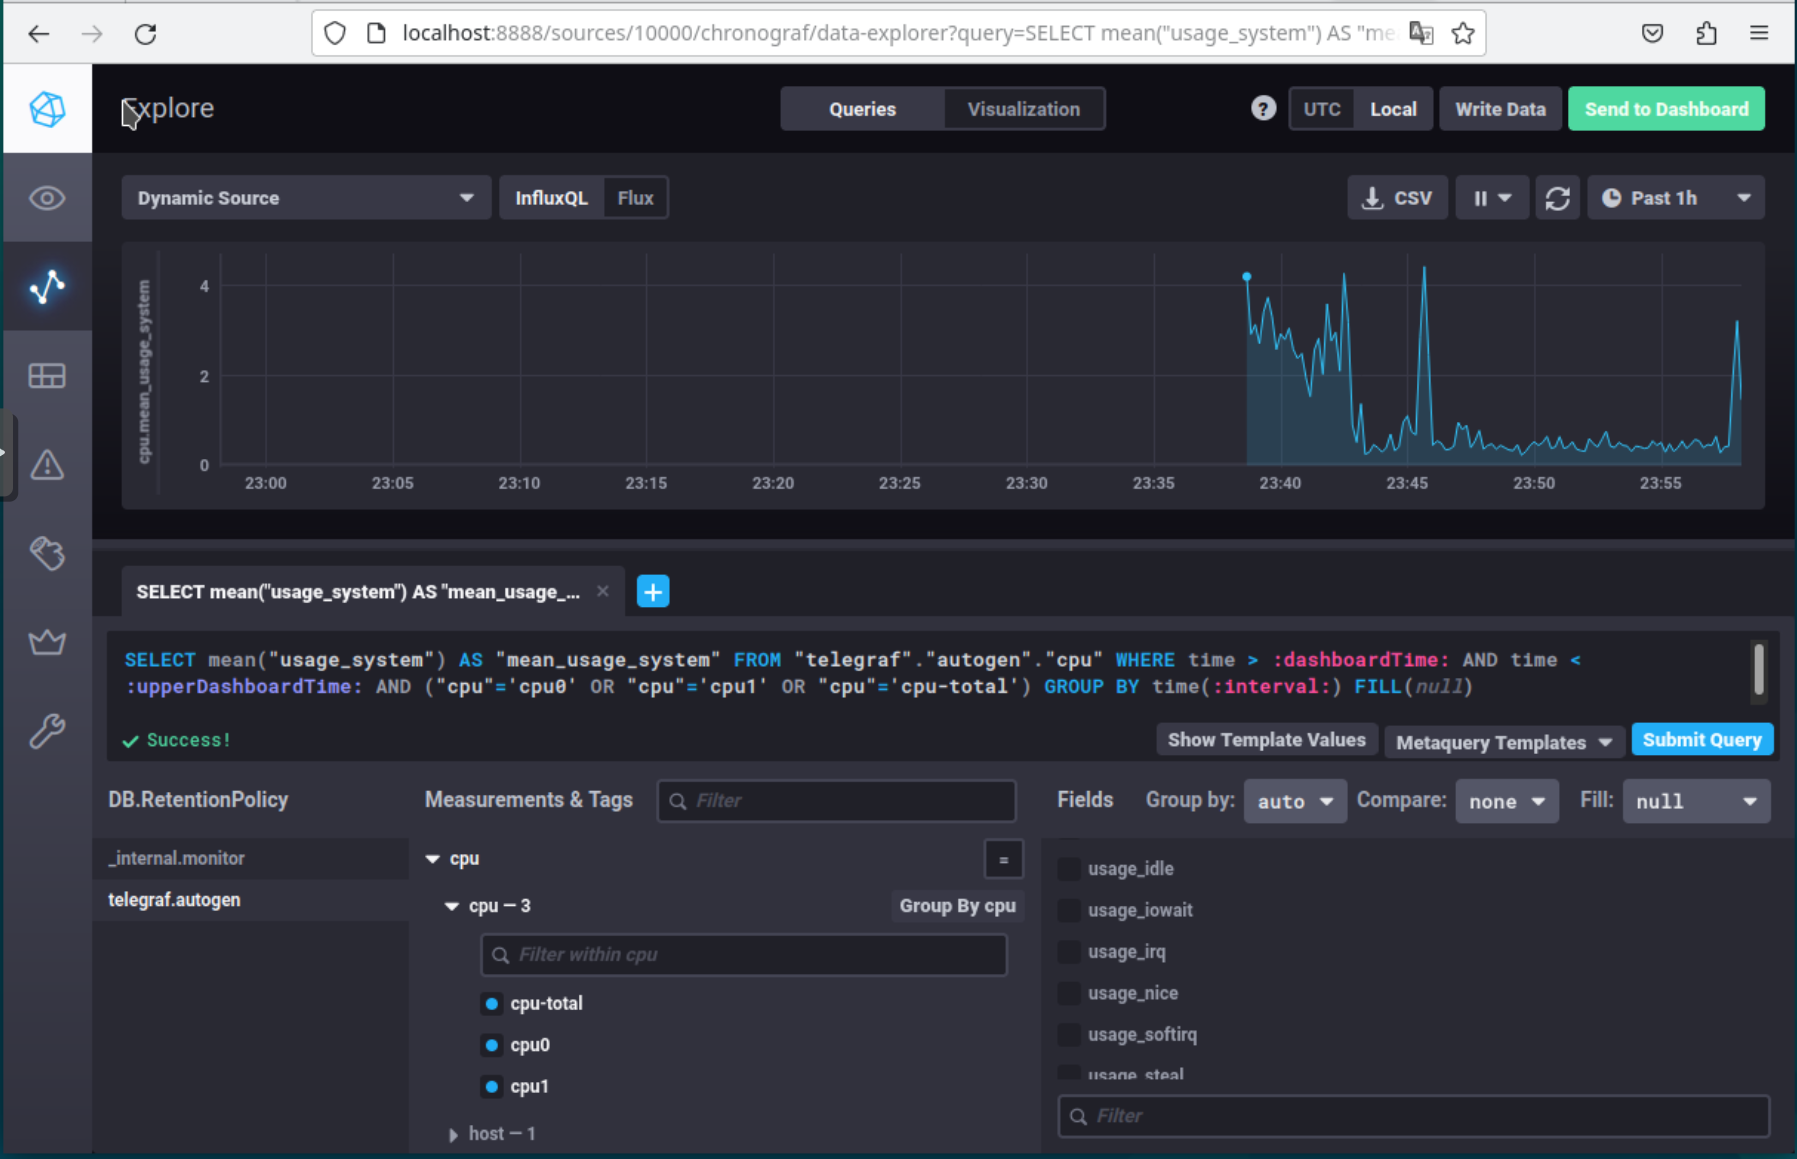 localhost:8888/sources/10000/chronograf/data-explorer?query=SELECT mean("usage_system") AS "me
Explore
Queries
Visualization
?
UTC
Local
Write Data
Send to Dashboard
Dynamic Source
InfluxQL
Flux
CSV
Past 1h
cpu.mean_usage_system
4
2
0
23:00 23:05 23:10 23:15 23:20 23:25 23:30 23:35 23:40 23:45 23:50 23:55
SELECT mean("usage_system") AS "mean_usage_...
SELECT mean("usage_system") AS "mean_usage_system" FROM "telegraf"."autogen"."cpu" WHERE time > :dashboardTime: AND time <
:upperDashboardTime: AND ("cpu"='cpu0' OR "cpu"='cpu1' OR "cpu"='cpu-total') GROUP BY time(:interval:) FILL(null)
Success!
Show Template Values
Metaquery Templates
Submit Query
DB.RetentionPolicy
_internal.monitor
telegraf.autogen
Measurements & Tags
Filter
cpu
=
cpu — 3
Group By cpu
Filter within cpu
cpu-total
cpu0
cpu1
host — 1
Fields
Group by: auto
Compare: none
Fill: null
usage_idle
usage_iowait
usage_irq
usage_nice
usage_softirq
usage_steal
Filter